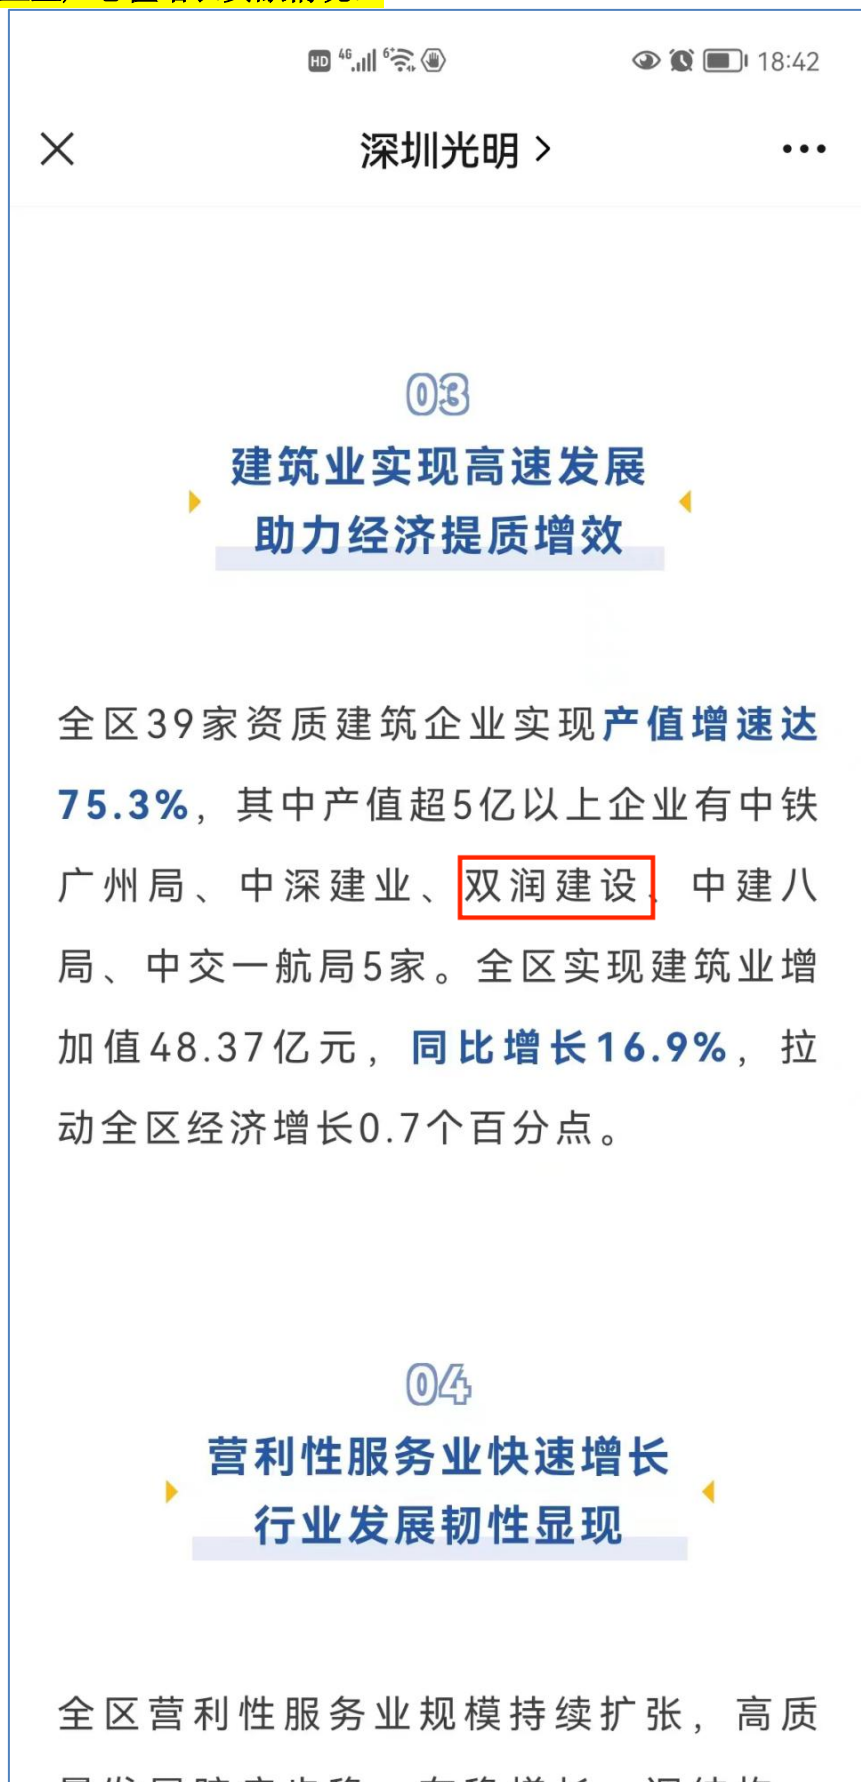 HD 4G 6+ 18:42
深圳光明 >
03
建筑业实现高速发展
助力经济提质增效
全区39家资质建筑企业实现产值增速达
75.3%，其中产值超5亿以上企业有中铁
广州局、中深建业、双润建设、中建八
局、中交一航局5家。全区实现建筑业增
加值48.37亿元，同比增长16.9%，拉
动全区经济增长0.7个百分点。
04
营利性服务业快速增长
行业发展韧性显现
全区营利性服务业规模持续扩张，高质